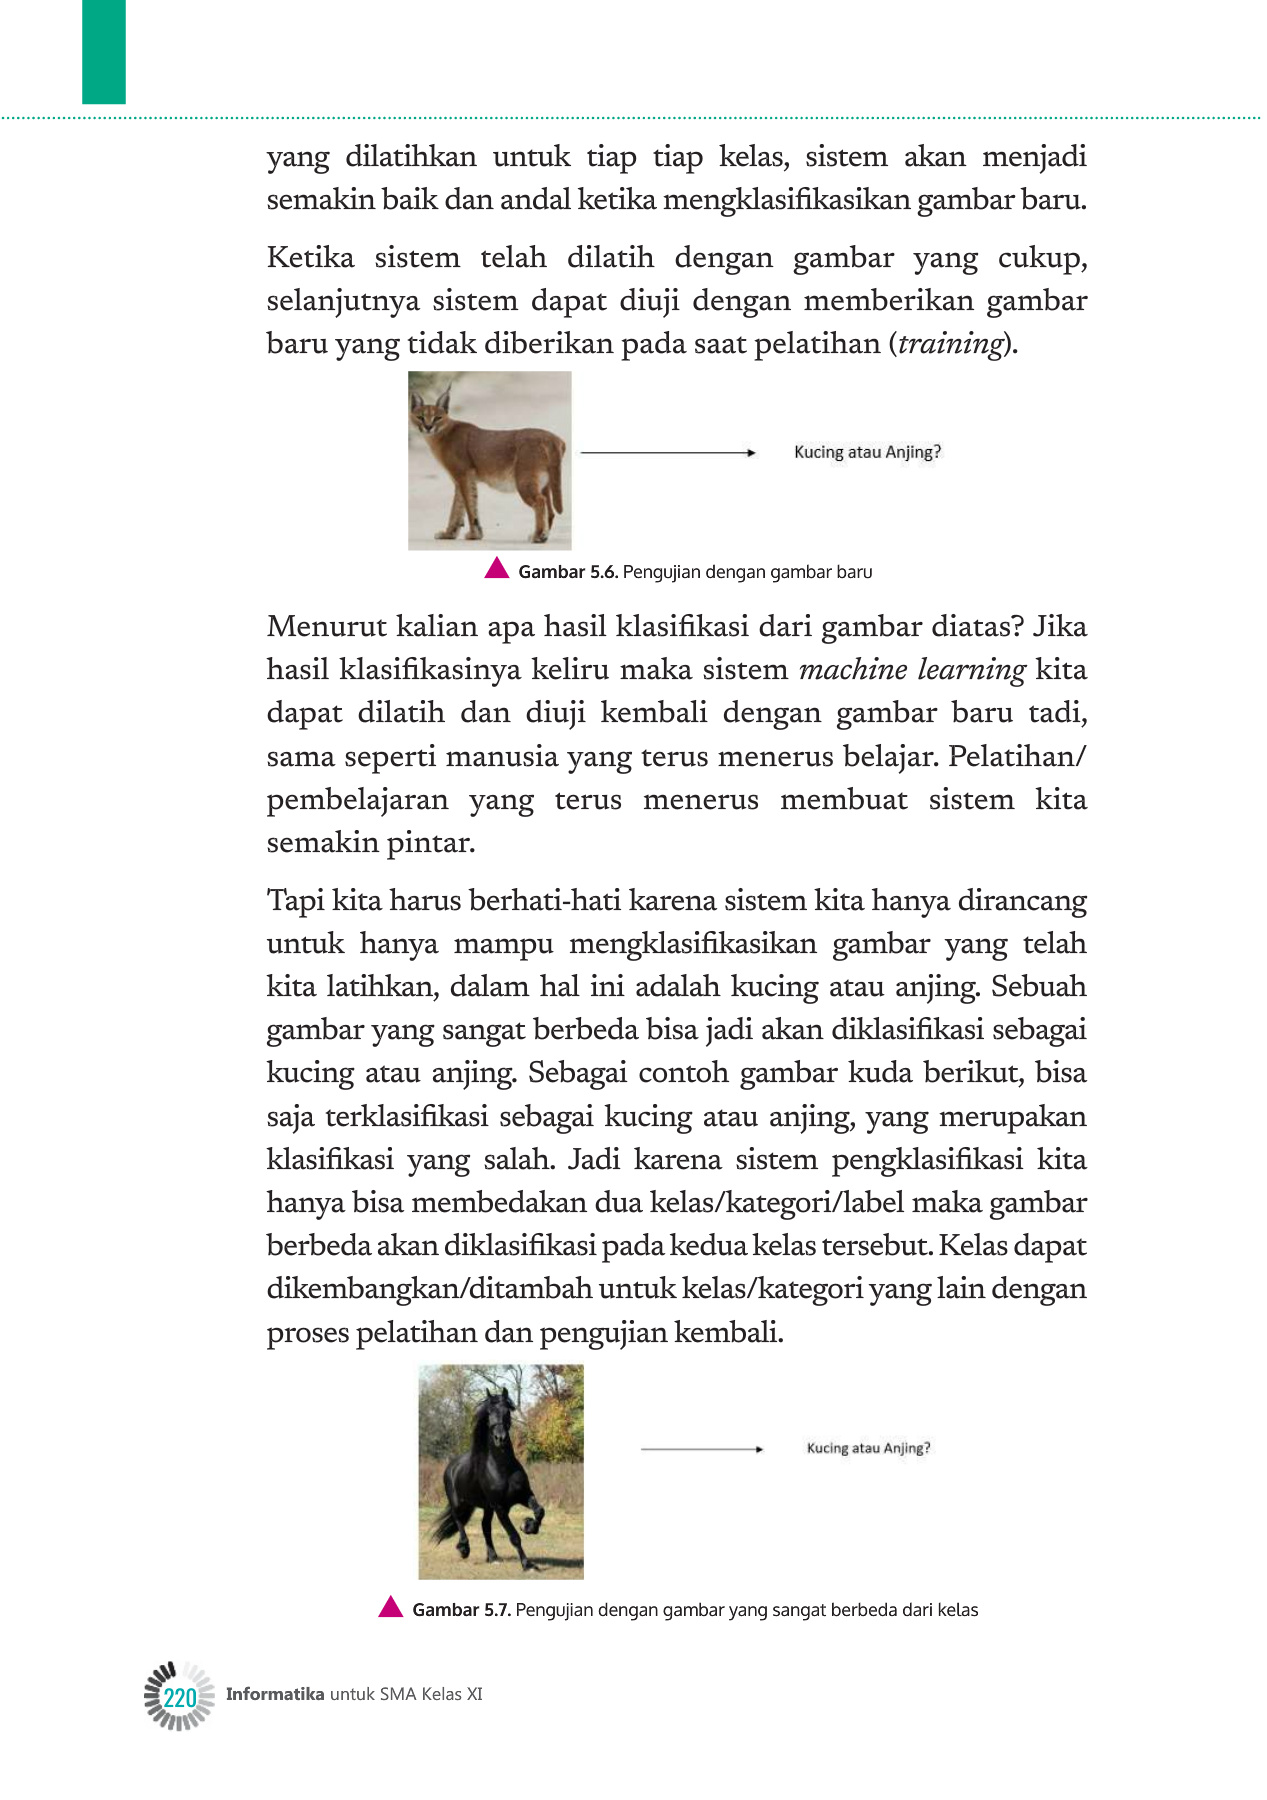 yang dilatihkan untuk tiap tiap kelas, sistem akan menjadi
semakin baik dan andal ketika mengklasifikasikan gambar baru.
Ketika sistem telah dilatih dengan gambar yang cukup,
selanjutnya sistem dapat diuji dengan memberikan gambar
baru yang tidak diberikan pada saat pelatihan (training).
Kucing atau Anjing?
Gambar 5.6. Pengujian dengan gambar baru
Menurut kalian apa hasil klasifikasi dari gambar diatas? Jika
hasil klasifikasinya keliru maka sistem machine learning kita
dapat dilatih dan diuji kembali dengan gambar baru tadi,
sama seperti manusia yang terus menerus belajar. Pelatihan/
pembelajaran yang terus menerus membuat sistem kita
semakin pintar.
Tapi kita harus berhati-hati karena sistem kita hanya dirancang
untuk hanya mampu mengklasifikasikan gambar yang telah
kita latihkan, dalam hal ini adalah kucing atau anjing. Sebuah
gambar yang sangat berbeda bisa jadi akan diklasifikasi sebagai
kucing atau anjing. Sebagai contoh gambar kuda berikut, bisa
saja terklasifikasi sebagai kucing atau anjing, yang merupakan
klasifikasi yang salah. Jadi karena sistem pengklasifikasi kita
hanya bisa membedakan dua kelas/kategori/label maka gambar
berbeda akan diklasifikasi pada kedua kelas tersebut. Kelas dapat
dikembangkan/ditambah untuk kelas/kategori yang lain dengan
proses pelatihan dan pengujian kembali.
Kucing atau Anjing?
Gambar 5.7. Pengujian dengan gambar yang sangat berbeda dari kelas
220 Informatika untuk SMA Kelas XI